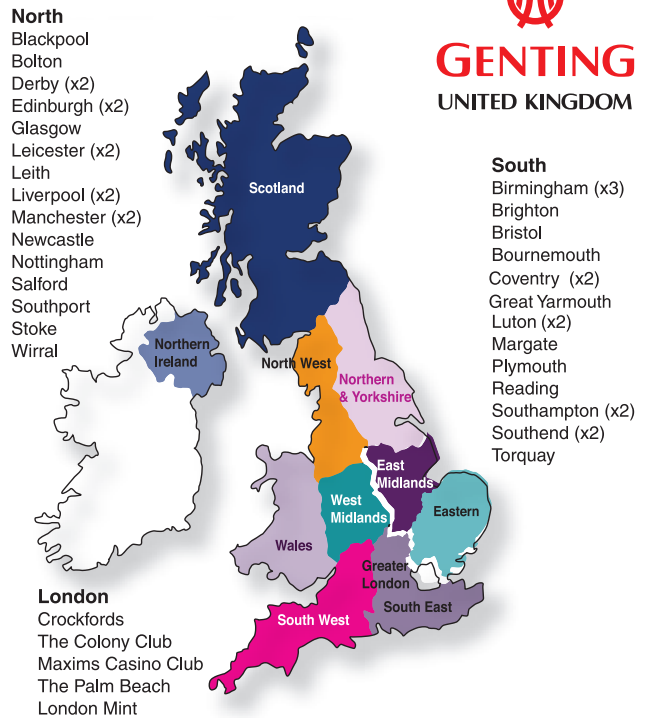 North
Blackpool
Bolton
Derby (x2)
Edinburgh (x2)
Glasgow
Leicester (x2)
Leith
Liverpool (x2)
Manchester (x2)
Newcastle
Nottingham
Salford
Southport
Stoke
Wirral
GENTING
UNITED KINGDOM
South
Birmingham (x3)
Brighton
Bristol
Bournemouth
Coventry (x2)
Great Yarmouth
Luton (x2)
Margate
Plymouth
Reading
Southampton (x2)
Southend (x2)
Torquay
Scotland
Northern
Ireland
North West
Northern
& Yorkshire
East
Midlands
West
Midlands
Eastern
Wales
Greater
London
South West
South East
London
Crockfords
The Colony Club
Maxims Casino Club
The Palm Beach
London Mint